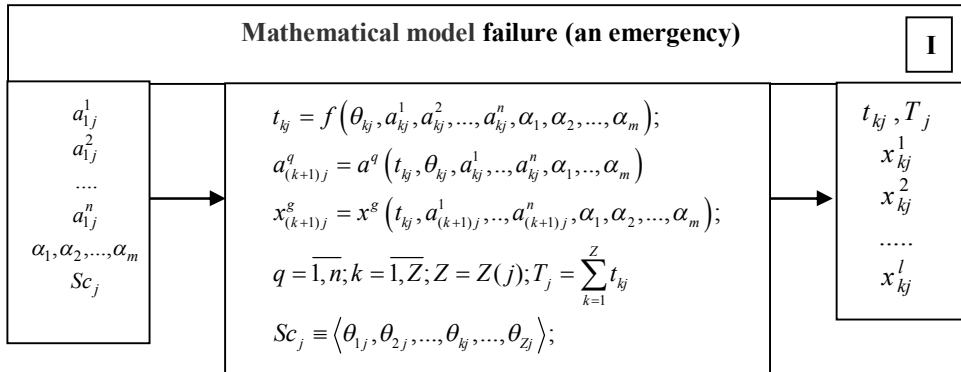 Mathematical model failure (an emergency)
I
a_{1j}^1
a_{1j}^2
....
a_{1j}^n
α_1,α_2,...,α_m
Sc_j
t_{kj} = f(θ_{kj}, a_{kj}^1, a_{kj}^2,..., a_{kj}^n, α_1, α_2,..., α_m);
a_{(k+1)j}^q = a^q(t_{kj}, θ_{kj}, a_{kj}^1,.., a_{kj}^n, α_1,.., α_m)
x_{(k+1)j}^g = x^g(t_{kj}, a_{(k+1)j}^1,.., a_{(k+1)j}^n, α_1, α_2,..., α_m);
q = \overline{1,n}; k = \overline{1,Z}; Z = Z(j); T_j = \sum_{k=1}^{Z} t_{kj}
Sc_j ≡ ⟨θ_{1j}, θ_{2j},..., θ_{kj},..., θ_{Zj}⟩;
t_{kj}, T_j
x_{kj}^1
x_{kj}^2
.....
x_{kj}^l